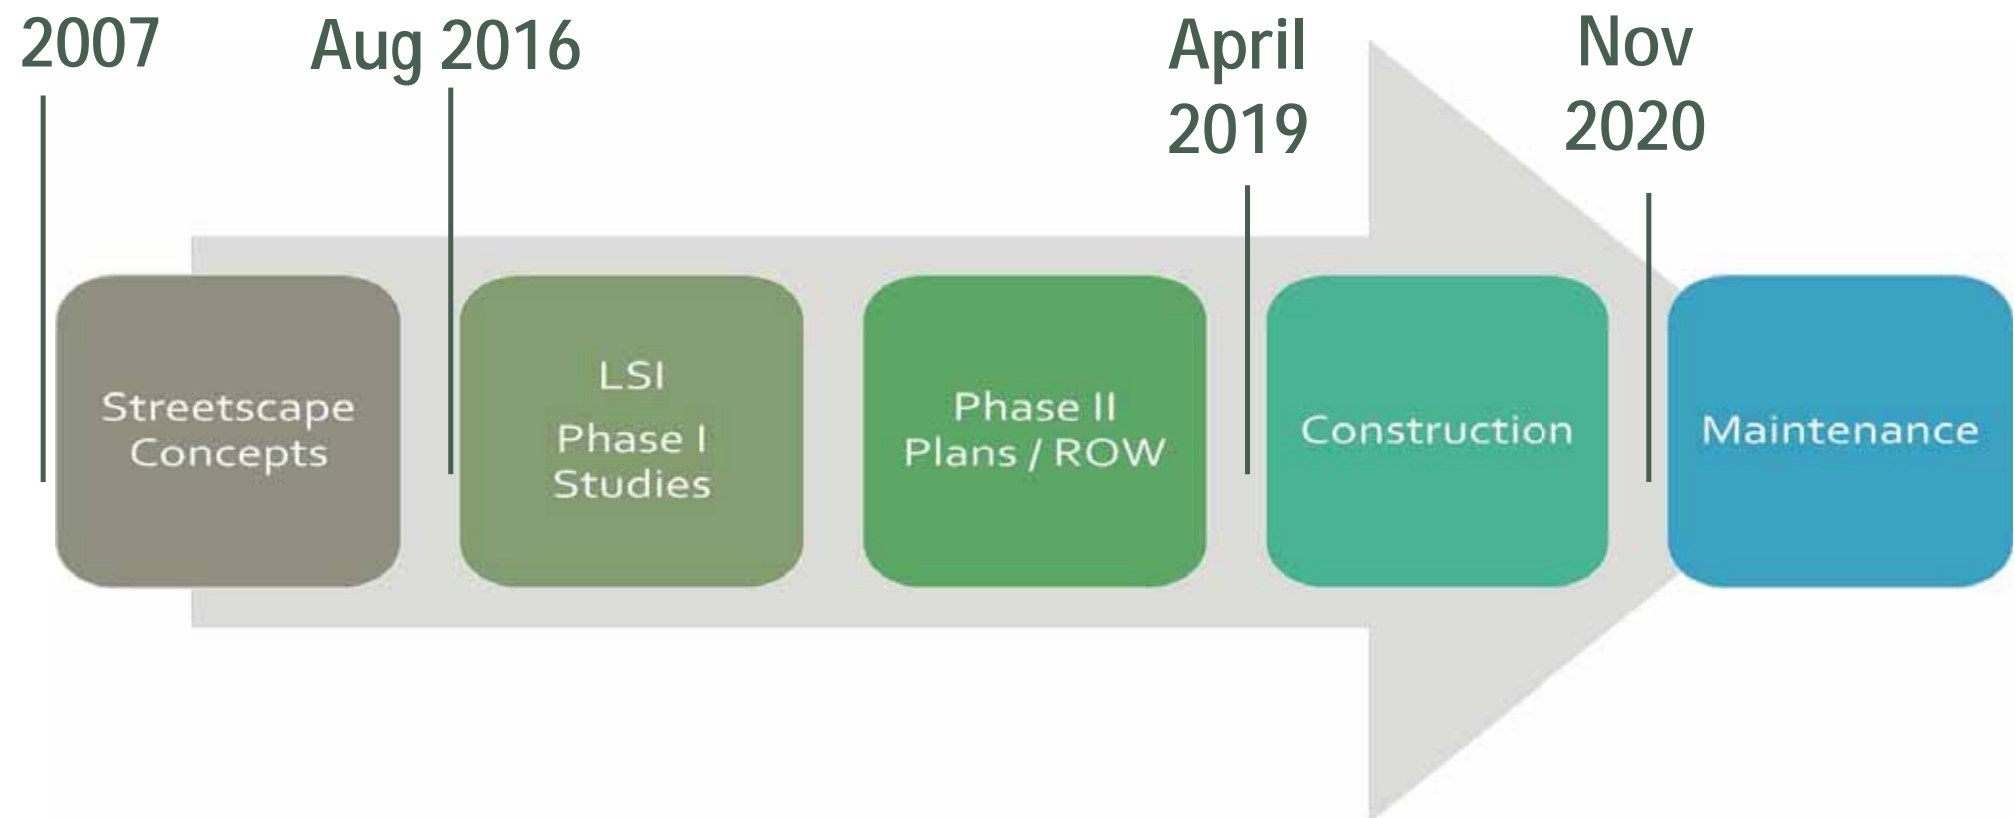 2007
Aug 2016
April
2019
Nov
2020
Streetscape
Concepts
LSI
Phase I
Studies
Phase II
Plans / ROW
Construction
Maintenance